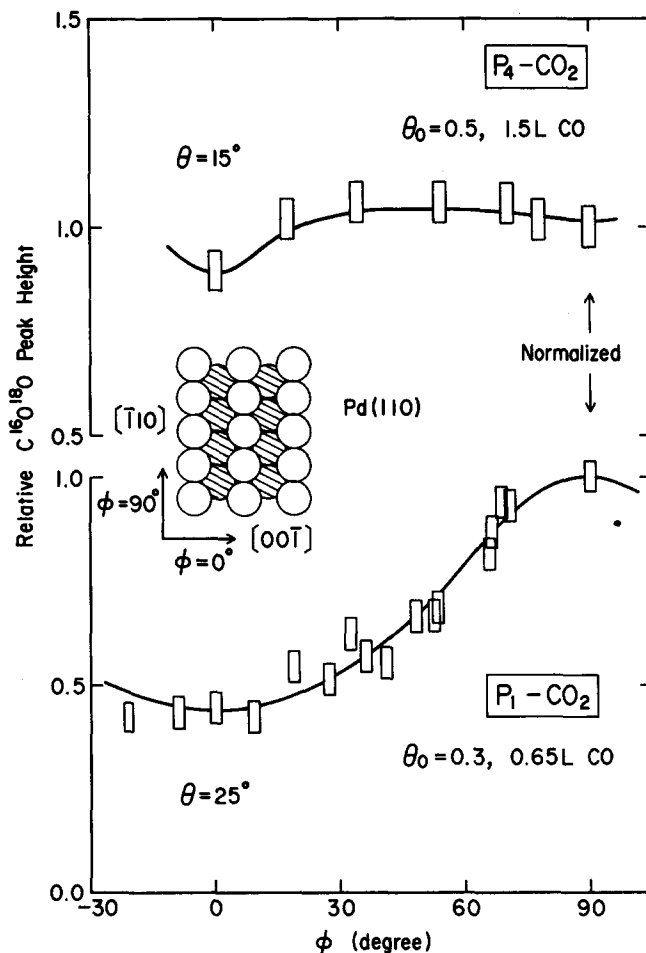 Relative C¹⁶O¹⁸O Peak Height
1.5
1.0
0.5
1.0
0.5
0.0
P₄-CO₂
θ₀=0.5, 1.5L CO
θ=15°
Normalized
Pd(110)
[1̄10]
φ=90°
φ=0°
[001̄]
P₁-CO₂
θ₀=0.3, 0.65L CO
θ=25°
-30 0 30 60 90
φ (degree)